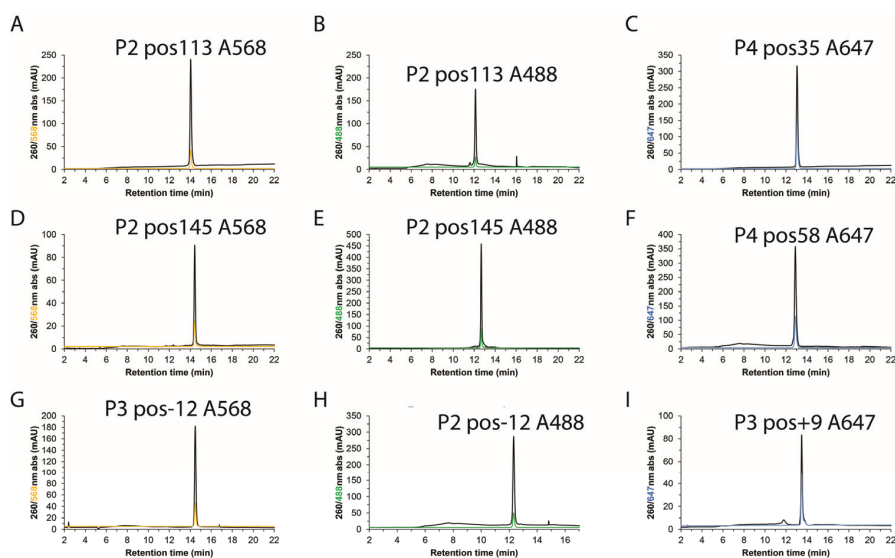 A
P2 pos113 A568
260/568nm abs (mAU)
250
200
150
100
50
0
2 4 6 8 10 12 14 16 18 20 22
Retention time (min)
B
P2 pos113 A488
260/488nm abs (mAU)
250
200
150
100
50
0
2 4 6 8 10 12 14 16 18 20 22
Retention time (min)
C
P4 pos35 A647
260/647nm abs (mAU)
350
300
250
200
150
100
50
0
2 4 6 8 10 12 14 16 18 20 22
Retention time (min)
D
P2 pos145 A568
260/568nm abs (mAU)
100
80
60
40
20
0
2 4 6 8 10 12 14 16 18 20 22
Retention time (min)
E
P2 pos145 A488
260/488nm abs (mAU)
500
450
400
350
300
250
200
150
100
50
0
2 4 6 8 10 12 14 16 18 20 22
Retention time (min)
F
P4 pos58 A647
260/647nm abs (mAU)
400
350
300
250
200
150
100
50
0
2 4 6 8 10 12 14 16 18 20 22
Retention time (min)
G
P3 pos-12 A568
260/568nm abs (mAU)
200
180
160
140
120
100
80
60
40
20
0
2 4 6 8 10 12 14 16 18 20 22
Retention time (min)
H
P2 pos-12 A488
260/488nm abs (mAU)
350
300
250
200
150
100
50
0
2 4 6 8 10 12 14 16
Retention time (min)
I
P3 pos+9 A647
260/647nm abs (mAU)
100
80
60
40
20
0
2 4 6 8 10 12 14 16 18 20 22
Retention time (min)